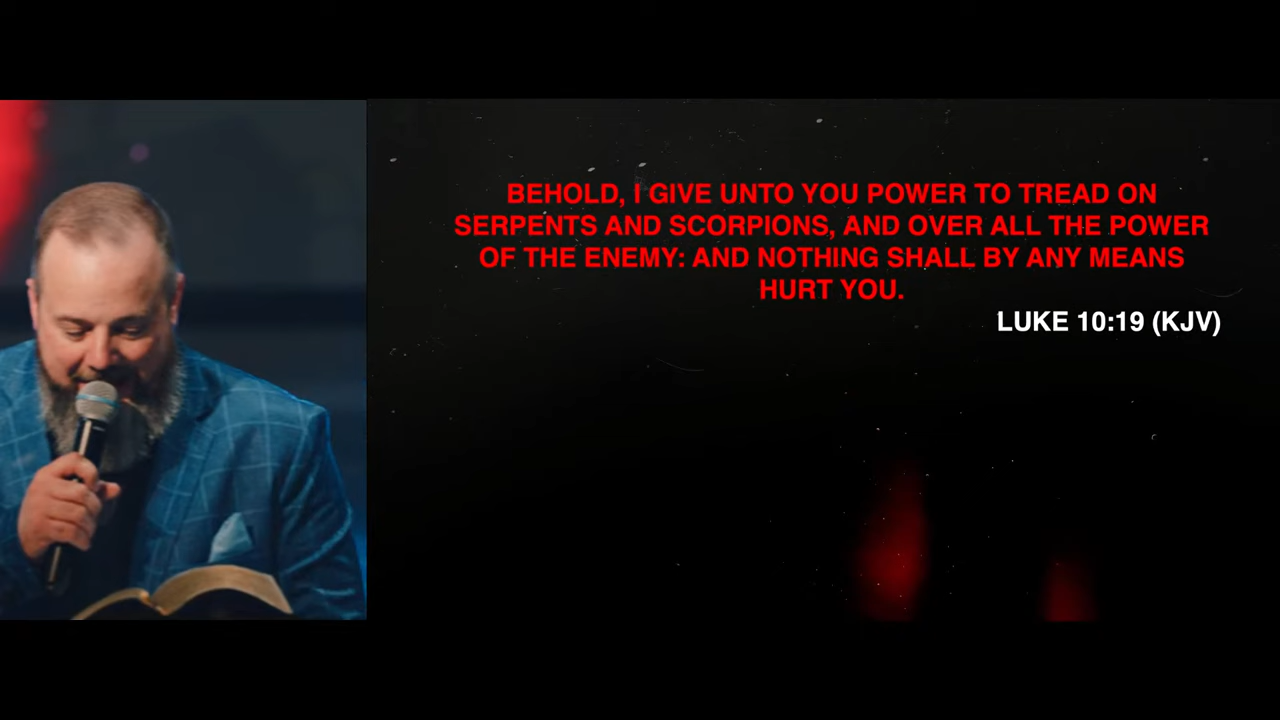 BEHOLD, I GIVE UNTO YOU POWER TO TREAD ON
SERPENTS AND SCORPIONS, AND OVER ALL THE POWER
OF THE ENEMY: AND NOTHING SHALL BY ANY MEANS
HURT YOU.
LUKE 10:19 (KJV)